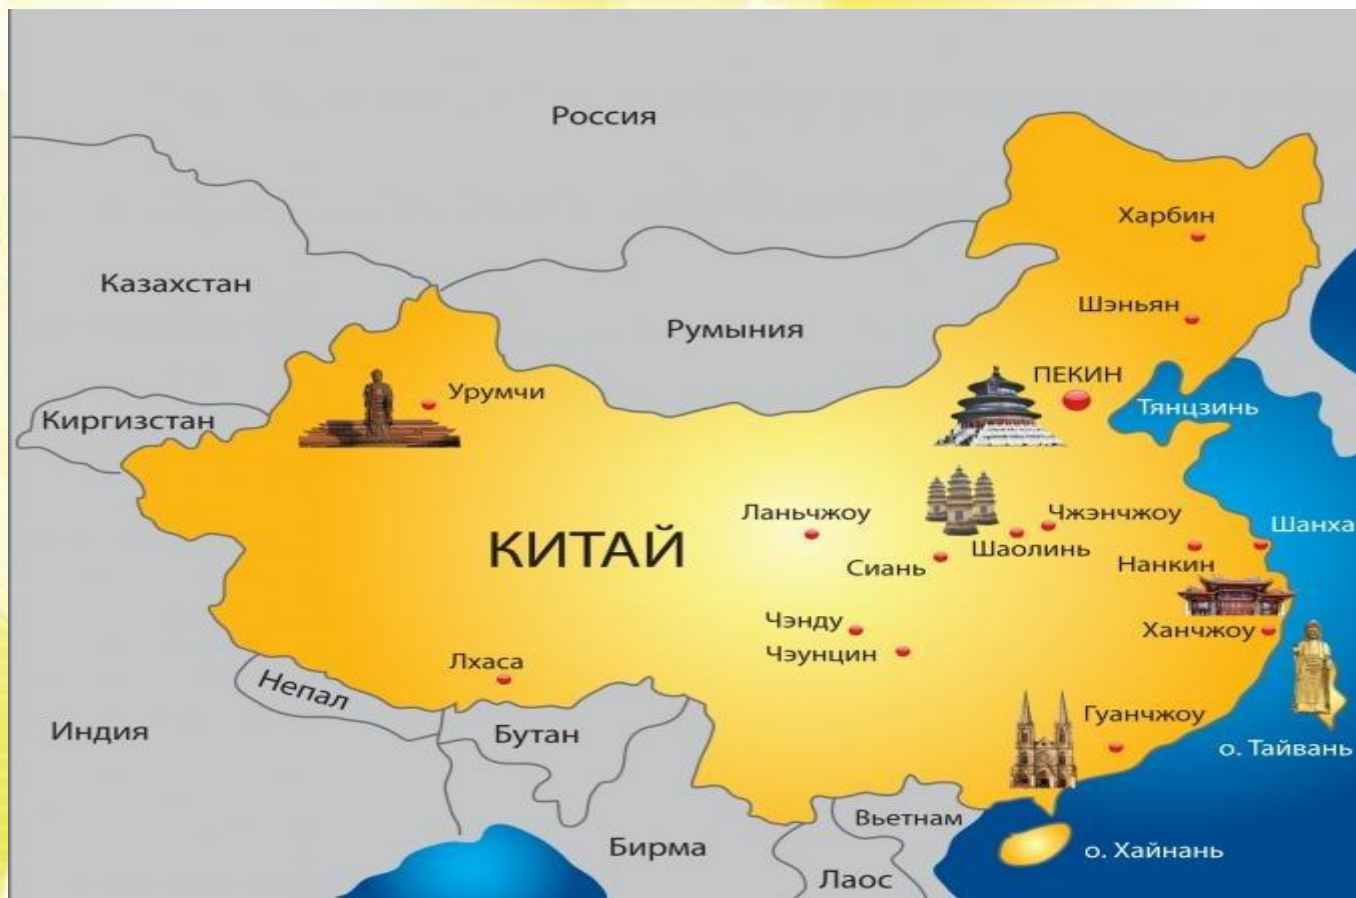 Россия
Харбин
Казахстан
Шэньян
Румыния
ПЕКИН
Урумчи
Тянцзинь
Киргизстан
Ланьчжоу
Чжэнчжоу
Шанха
КИТАЙ
Шаолинь
Сиань
Нанкин
Чэнду
Ханчжоу
Чэунцин
Лхаса
Непал
Гуанчжоу
Индия
Бутан
о. Тайвань
Вьетнам
Бирма
о. Хайнань
Лаос